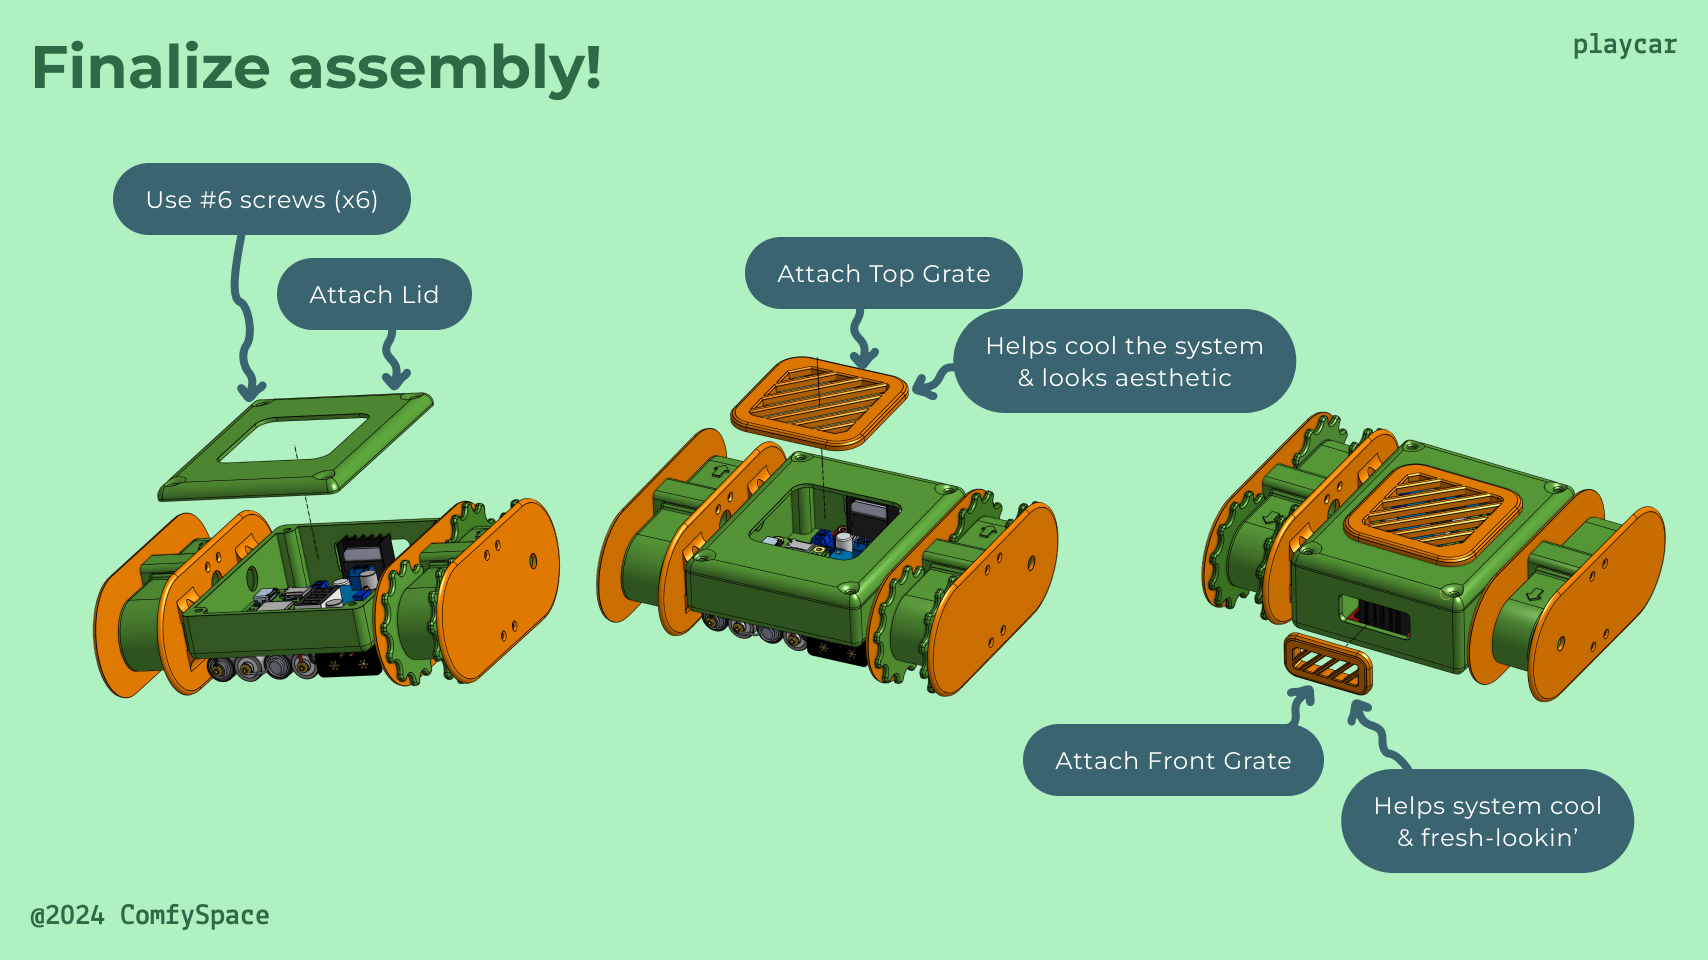 Finalize assembly!
playcar
Use #6 screws (x6)
Attach Lid
Attach Top Grate
Helps cool the system
& looks aesthetic
Attach Front Grate
Helps system cool
& fresh-lookin’
@2024 ComfySpace